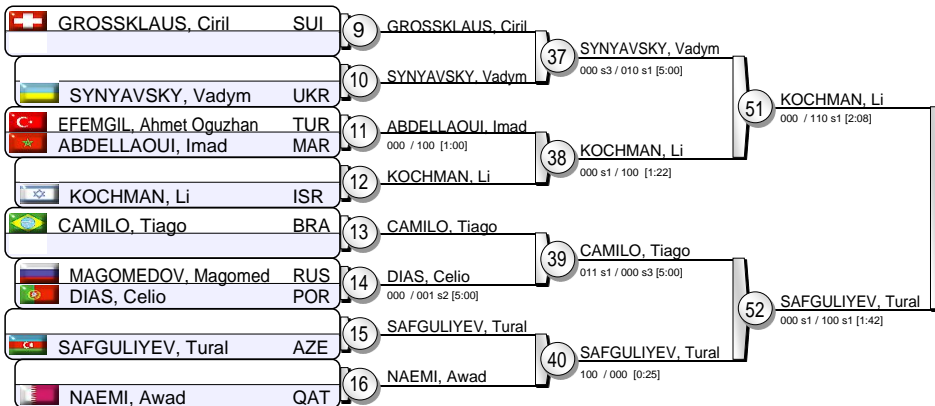 GROSSKLAUS, Ciril SUI
9
GROSSKLAUS, Ciril
37
SYNYAVSKY, Vadym
000 s3 / 010 s1 [5:00]
SYNYAVSKY, Vadym UKR
10
SYNYAVSKY, Vadym
51
KOCHMAN, Li
000 / 110 s1 [2:08]
EFEMGIL, Ahmet Oguzhan TUR
ABDELLAOUI, Imad MAR
11
ABDELLAOUI, Imad
000 / 100 [1:00]
38
KOCHMAN, Li
000 s1 / 100 [1:22]
KOCHMAN, Li ISR
12
KOCHMAN, Li
CAMILO, Tiago BRA
13
CAMILO, Tiago
39
CAMILO, Tiago
011 s1 / 000 s3 [5:00]
MAGOMEDOV, Magomed RUS
DIAS, Celio POR
14
DIAS, Celio
000 / 001 s2 [5:00]
52
SAFGULIYEV, Tural
000 s1 / 100 s1 [1:42]
SAFGULIYEV, Tural AZE
15
SAFGULIYEV, Tural
40
SAFGULIYEV, Tural
100 / 000 [0:25]
NAEMI, Awad QAT
16
NAEMI, Awad